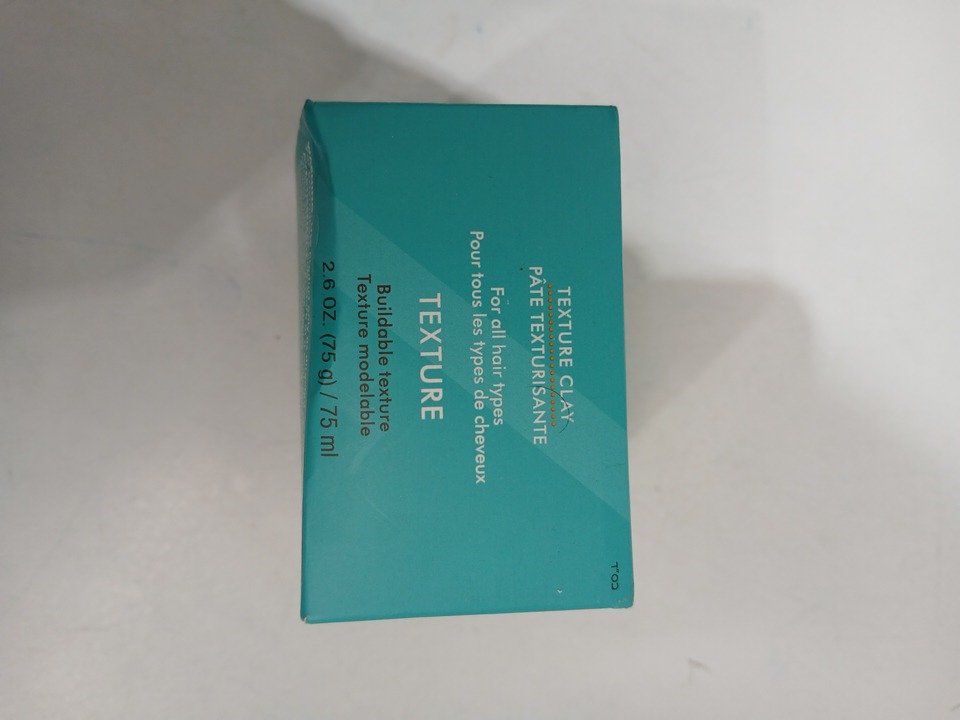 TEXTURE CLAY
PÂTE TEXTURISANTE
For all hair types
Pour tous les types de cheveux
TEXTURE
Buildable texture
Texture modelable
2.6 OZ. (75 g) / 75 ml